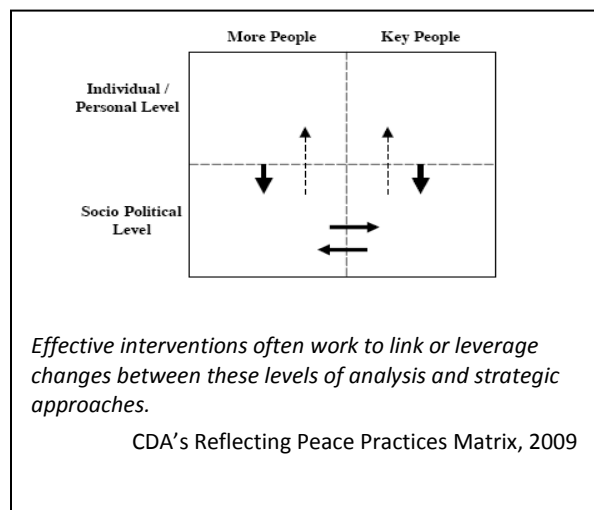 More People Key People
Individual /
Personal Level
Socio Political
Level
Effective interventions often work to link or leverage
changes between these levels of analysis and strategic
approaches.
CDA's Reflecting Peace Practices Matrix, 2009